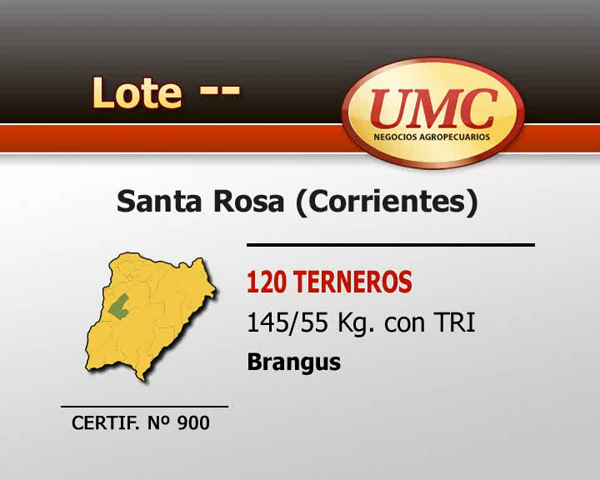 Lote --
UMC
NEGOCIOS AGROPECUARIOS
Santa Rosa (Corrientes)
120 TERNEROS
145/55 Kg. con TRI
Brangus
CERTIF. Nº 900